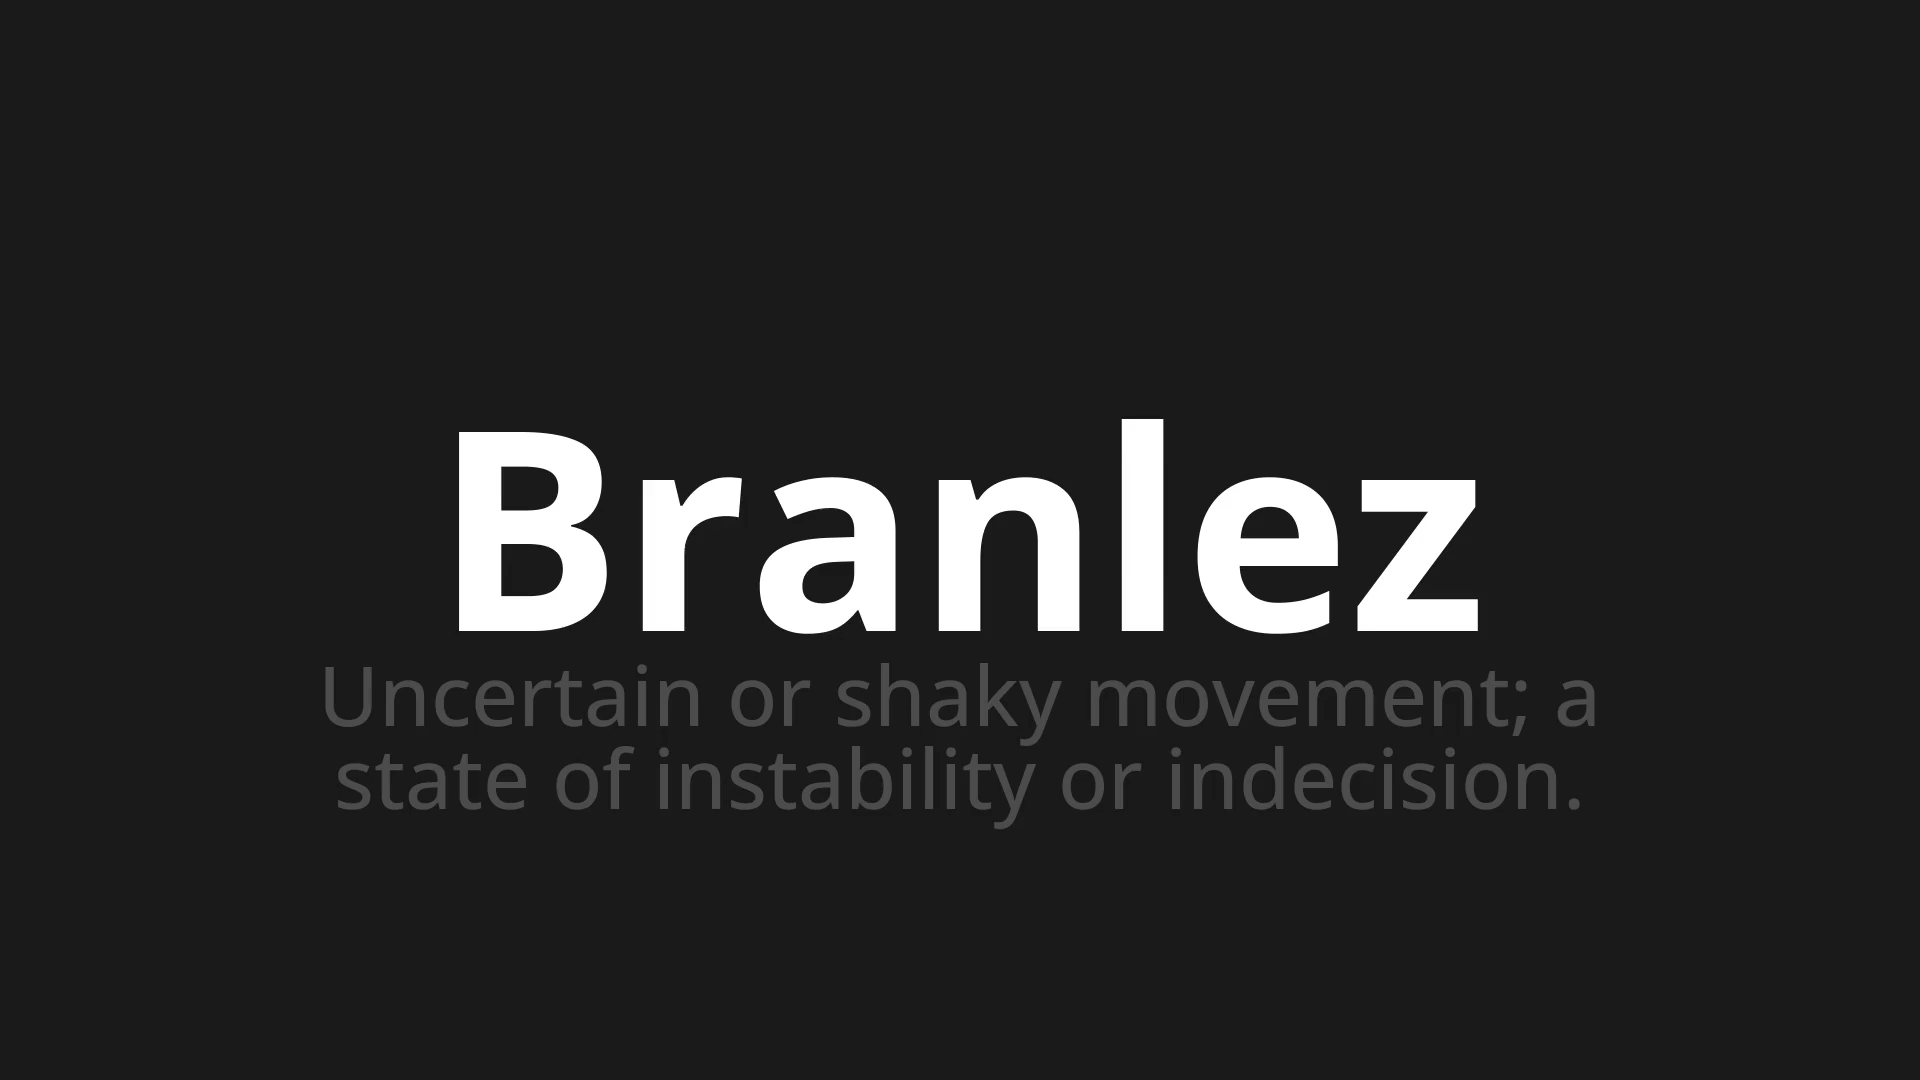 Branlez
Uncertain or shaky movement; a
state of instability or indecision.